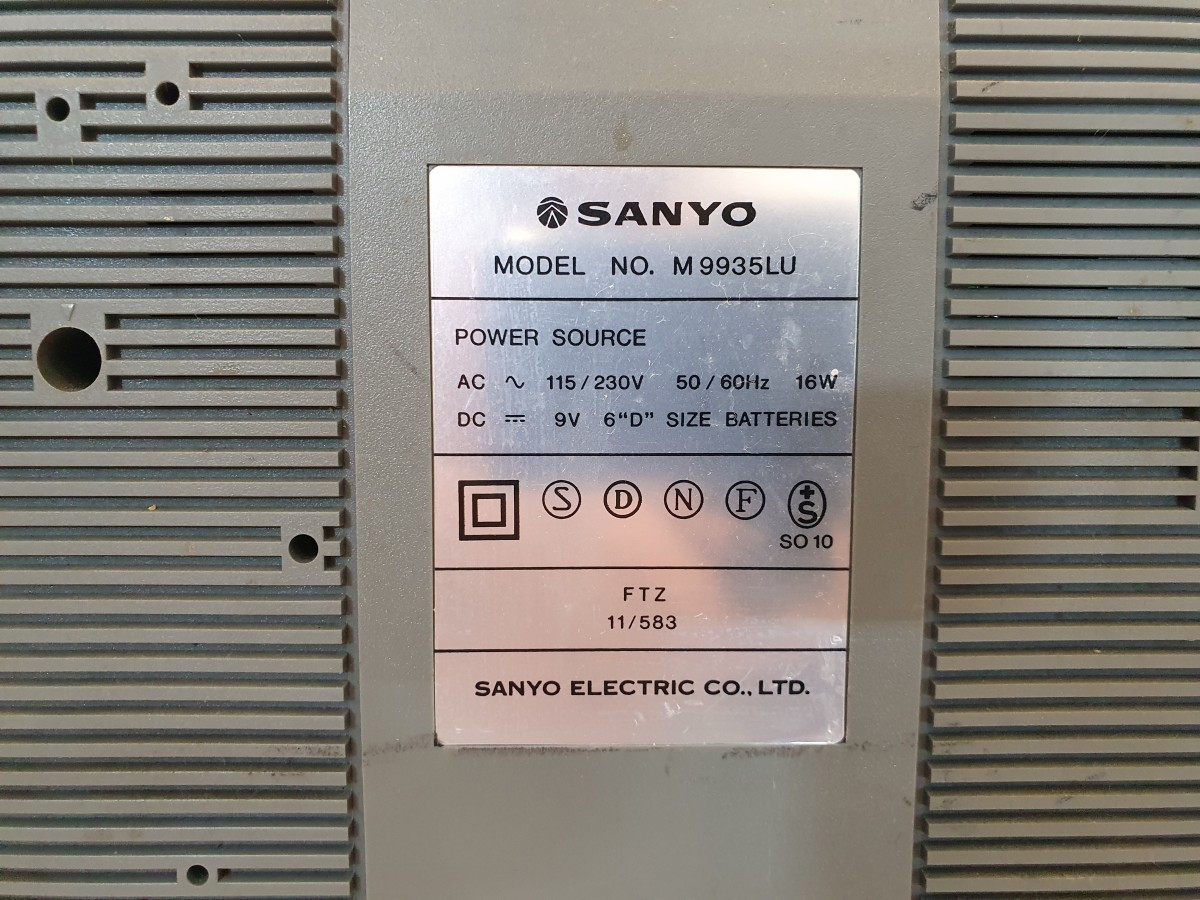 SANYO
MODEL NO. M9935LU
POWER SOURCE
AC ∿ 115/230V 50/60Hz 16W
DC ⎓ 9V 6"D" SIZE BATTERIES
S D N F +S
SO 10
FTZ
11/583
SANYO ELECTRIC CO., LTD.